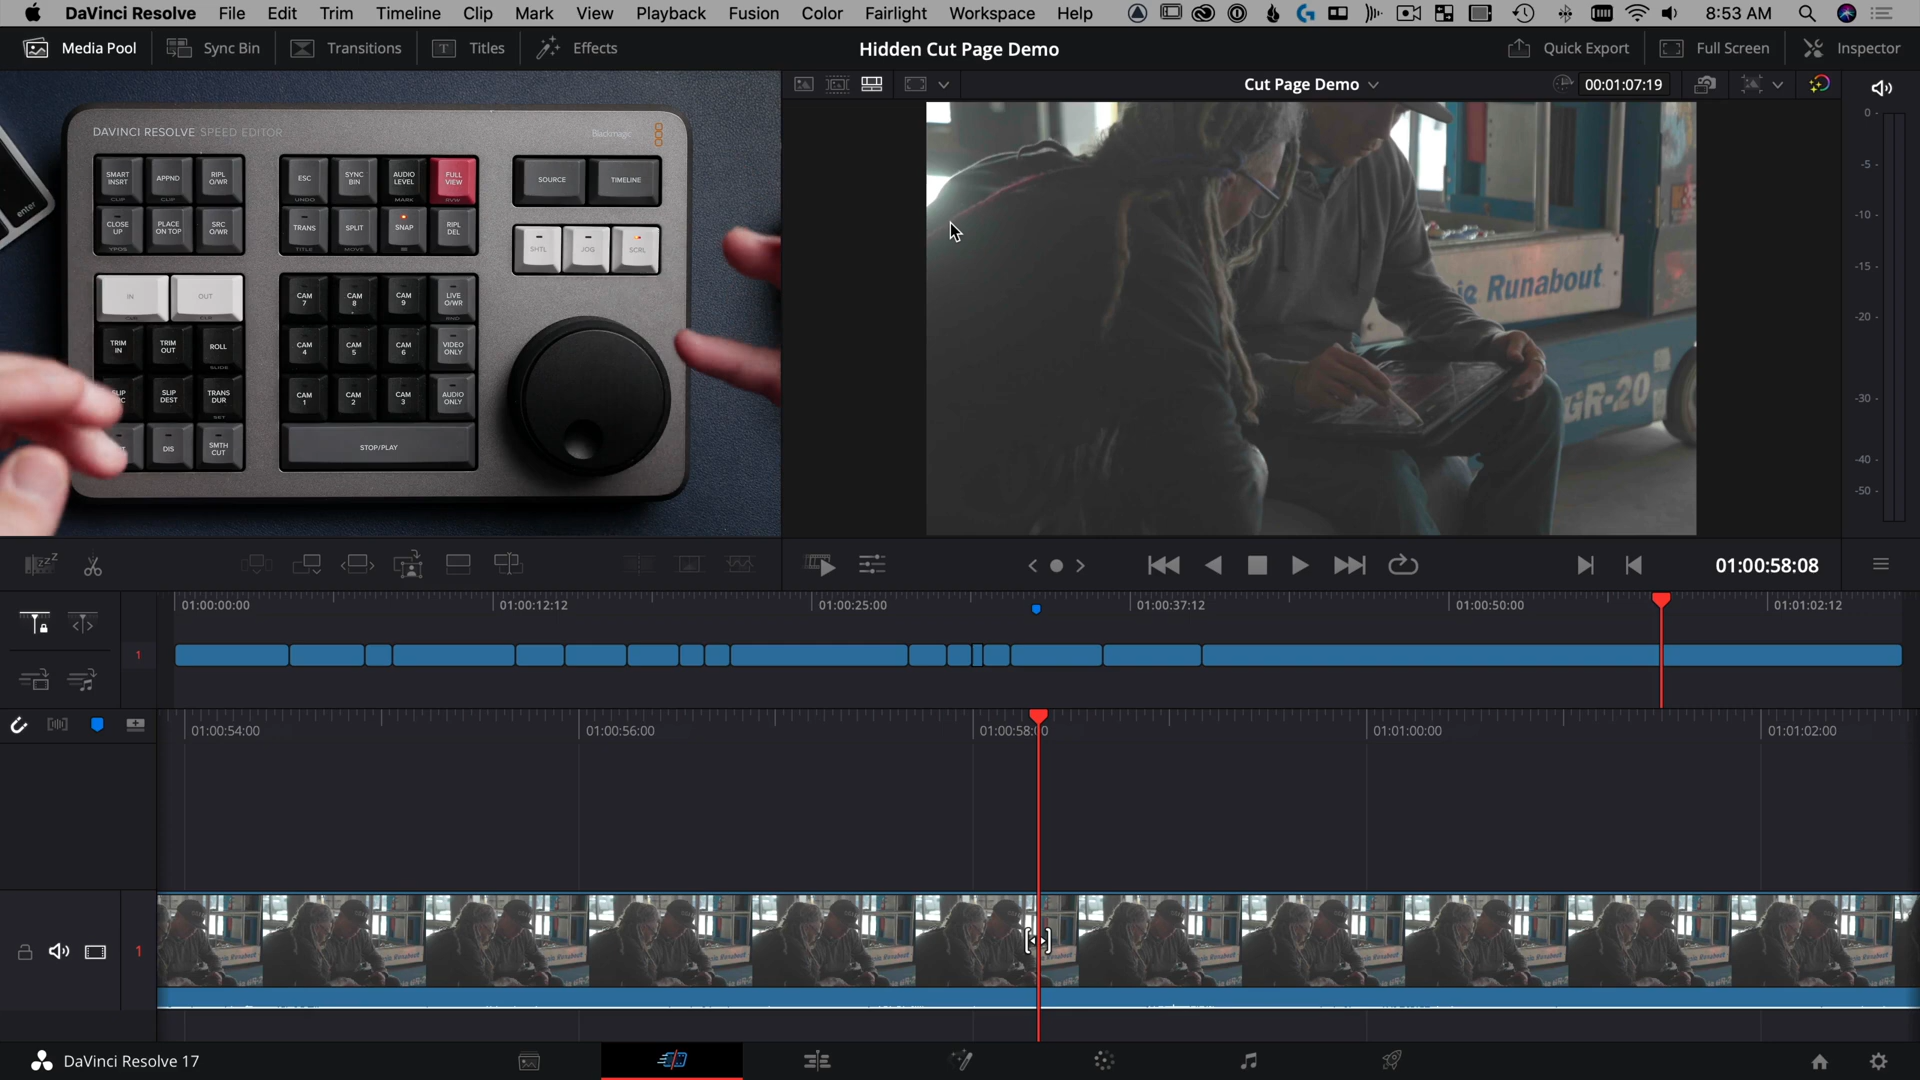 DaVinci Resolve File Edit Trim Timeline Clip Mark View Playback Fusion Color Fairlight Workspace Help 8:53 AM
Media Pool Sync Bin Transitions Titles Effects Hidden Cut Page Demo Quick Export Full Screen Inspector
Cut Page Demo 00:01:07:19
DAVINCI RESOLVE SPEED EDITOR Blackmagic
SMART INSRT APPND RIPL O/WR ESC SYNC BIN AUDIO LEVEL FULL VIEW SOURCE TIMELINE
CLIP CLIP UNDO MARK RVW
CLOSE UP PLACE ON TOP SRC O/WR TRANS SPLIT SNAP RIPL DEL SHTL JOG SCRL
YPOS TITLE MOVE
IN OUT CAM 7 CAM 8 CAM 9 LIVE O/WR
TRIM IN TRIM OUT ROLL CAM 4 CAM 5 CAM 6 VIDEO ONLY
SLIDE
SLIP DEST TRANS DUR CAM 1 CAM 2 CAM 3 AUDIO ONLY
SET
DIS SMTH CUT STOP/PLAY
Runabout
GR-20
0
-5
-10
-15
-20
-30
-40
-50
01:00:58:08
01:00:00:00 01:00:12:12 01:00:25:00 01:00:37:12 01:00:50:00 01:01:02:12
1
01:00:54:00 01:00:56:00 01:00:58:00 01:01:00:00 01:01:02:00
1
DaVinci Resolve 17